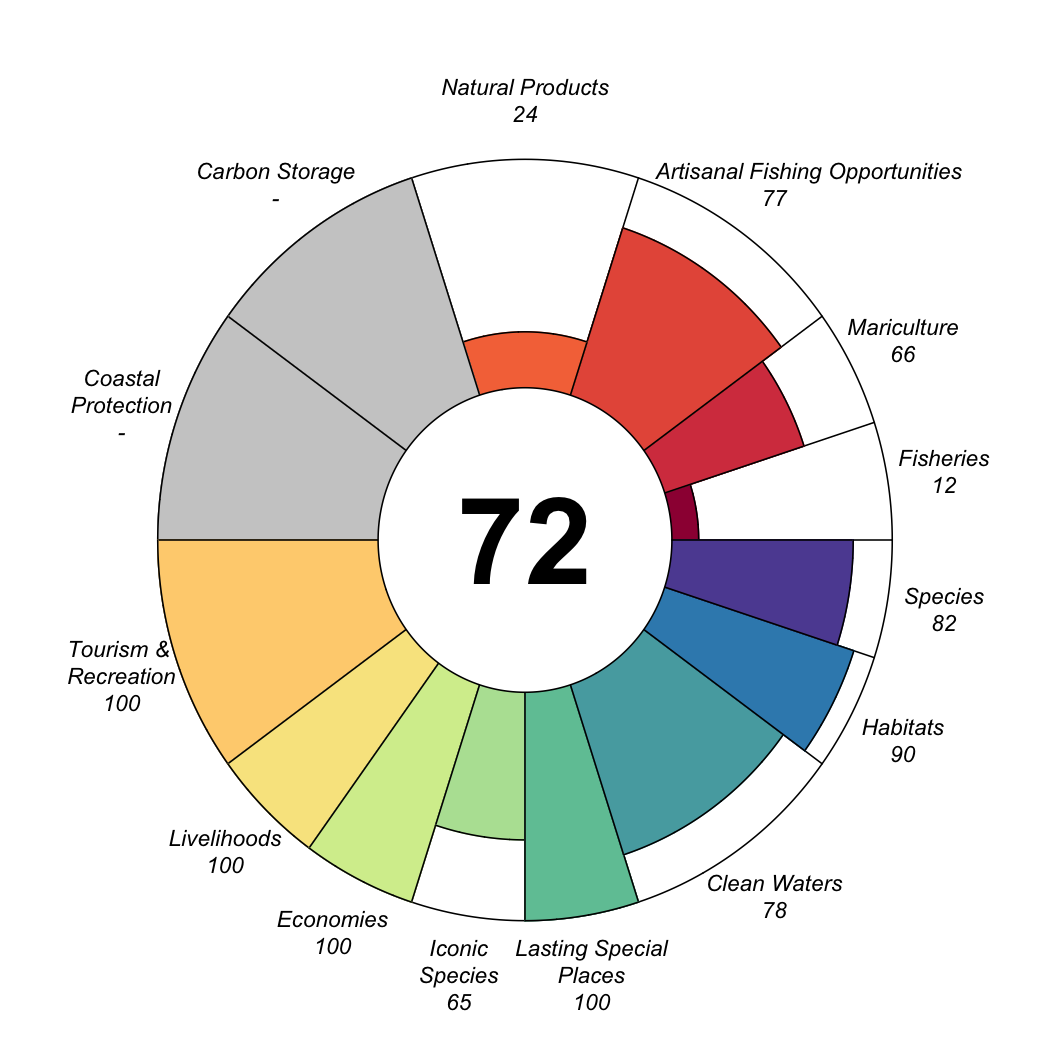 Natural Products
24
Carbon Storage
-
Artisanal Fishing Opportunities
77
Mariculture
66
Coastal
Protection
-
Fisheries
12
72
Species
82
Tourism &
Recreation
100
Habitats
90
Livelihoods
100
Clean Waters
78
Economies
100
Iconic
Species
65
Lasting Special
Places
100